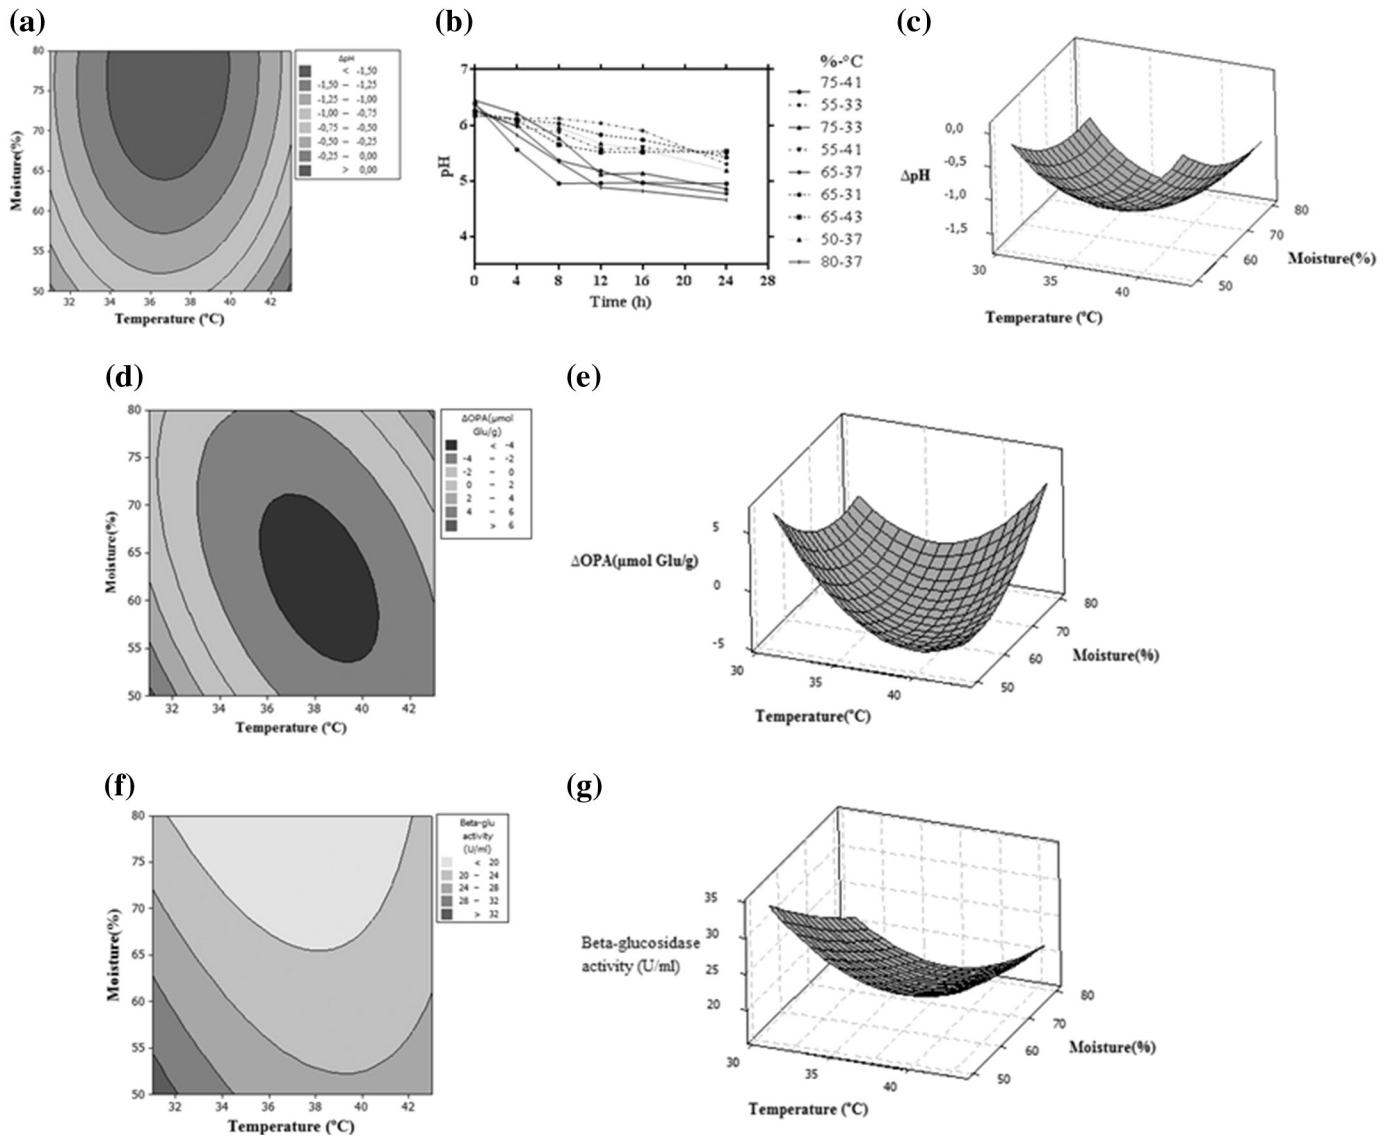 (a)
80
75
70
65
60
55
50
Moisture(%)
32 34 36 38 40 42
Temperature (ºC)
ΔpH
< -1,50
-1,50 – -1,25
-1,25 – -1,00
-1,00 – -0,75
-0,75 – -0,50
-0,50 – -0,25
-0,25 – 0,00
> 0,00
(b)
7
6
5
4
pH
0 4 8 12 16 20 24 28
Time (h)
%-°C
75-41
55-33
75-33
55-41
65-37
65-31
65-43
50-37
80-37
(c)
0,0
-0,5
-1,0
-1,5
ΔpH
30
35
40
50
60
70
80
Moisture(%)
Temperature (ºC)
(d)
80
75
70
65
60
55
50
Moisture(%)
32 34 36 38 40 42
Temperature (ºC)
ΔOPA(µmol
Glu/g)
< -4
-4 – -2
-2 – 0
0 – 2
2 – 4
4 – 6
> 6
(e)
5
0
-5
ΔOPA(µmol Glu/g)
30
35
40
50
60
70
80
Moisture(%)
Temperature(ºC)
(f)
80
75
70
65
60
55
50
Moisture(%)
32 34 36 38 40 42
Temperature (ºC)
Beta-glu
activity
(U/ml)
< 20
20 – 24
24 – 28
28 – 32
> 32
(g)
35
30
25
20
Beta-glucosidase
activity (U/ml)
30
35
40
50
60
70
80
Moisture(%)
Temperature (ºC)